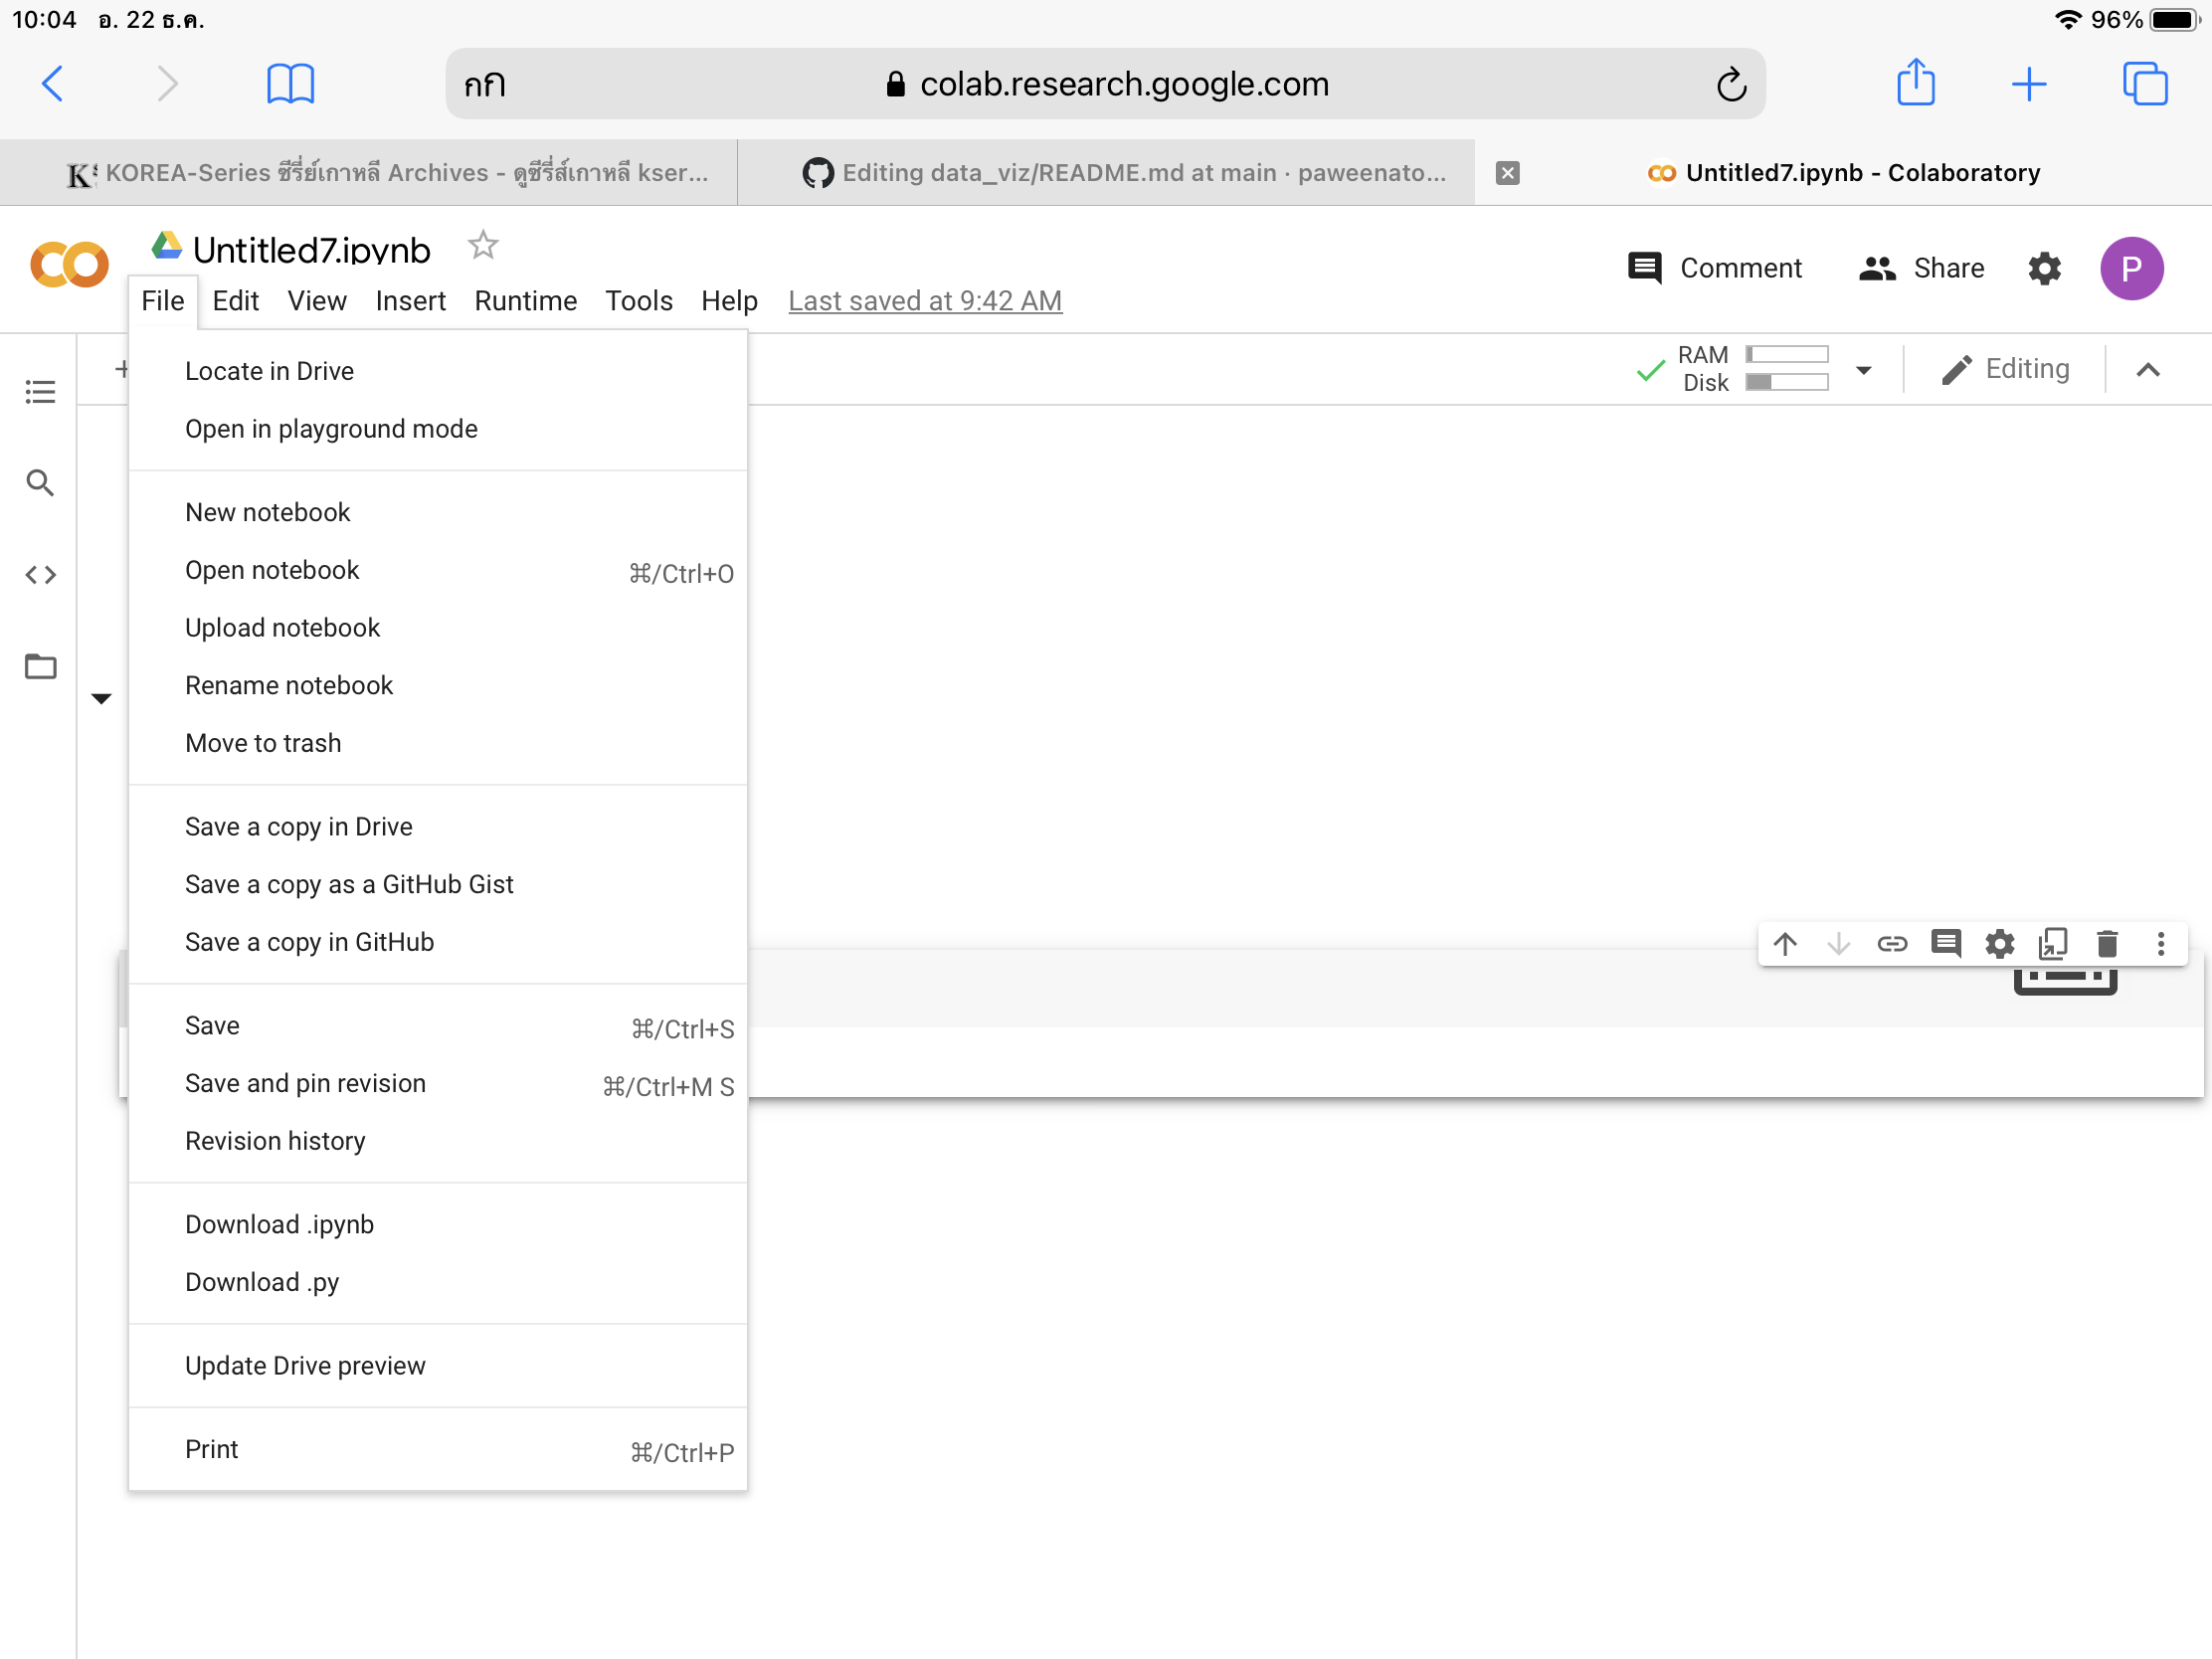 10:04 อ. 22 ธ.ค.
96%
กก
colab.research.google.com
KOREA-Series ซีรี่ย์เกาหลี Archives - ดูซีรี่ส์เกาหลี kser...
Editing data_viz/README.md at main · paweenato...
Untitled7.ipynb - Colaboratory
Untitled7.ipynb
Comment
Share
P
File Edit View Insert Runtime Tools Help Last saved at 9:42 AM
RAM
Disk
Editing
Locate in Drive
Open in playground mode
New notebook
Open notebook ⌘/Ctrl+O
Upload notebook
Rename notebook
Move to trash
Save a copy in Drive
Save a copy as a GitHub Gist
Save a copy in GitHub
Save ⌘/Ctrl+S
Save and pin revision ⌘/Ctrl+M S
Revision history
Download .ipynb
Download .py
Update Drive preview
Print ⌘/Ctrl+P